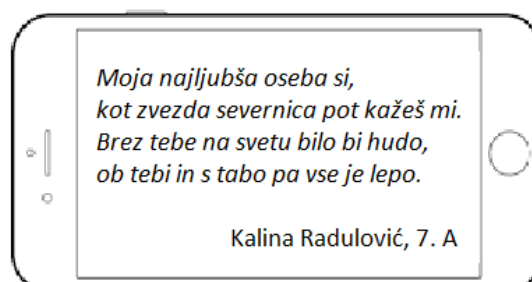 Moja najljubša oseba si,
kot zvezda severnica pot kažeš mi.
Brez tebe na svetu bilo bi hudo,
ob tebi in s tabo pa vse je lepo.
Kalina Radulović, 7. A